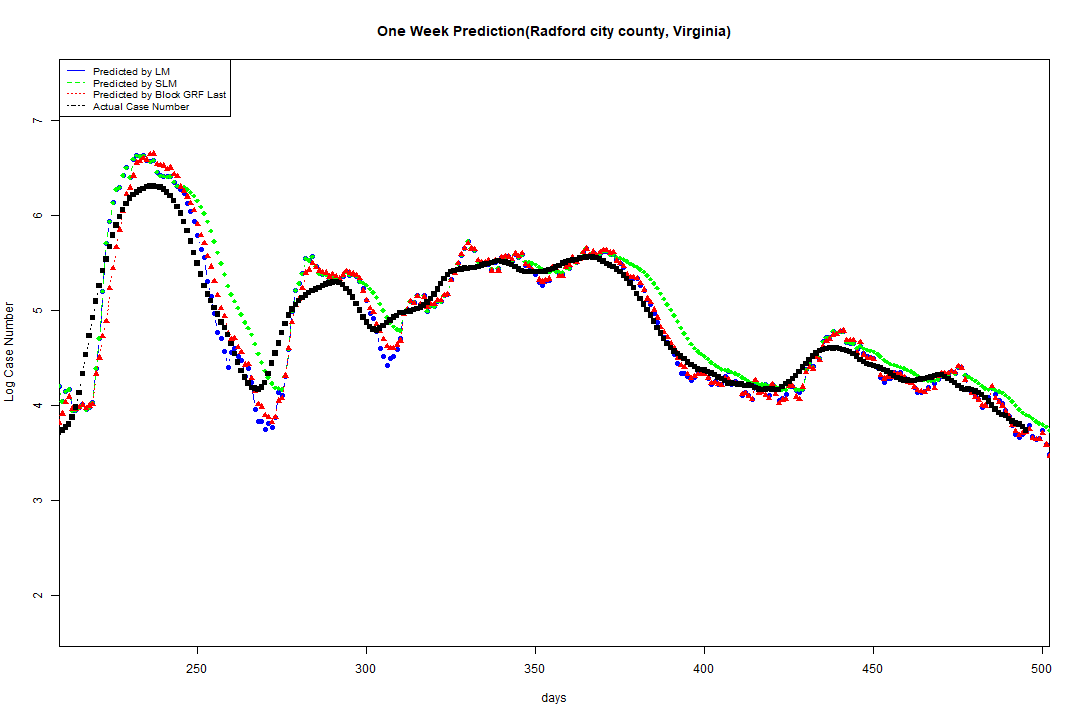 One Week Prediction(Radford city county, Virginia)
Predicted by LM
Predicted by SLM
Predicted by Block GRF Last
Actual Case Number
Log Case Number
7
6
5
4
3
2
250 300 350 400 450 500
days